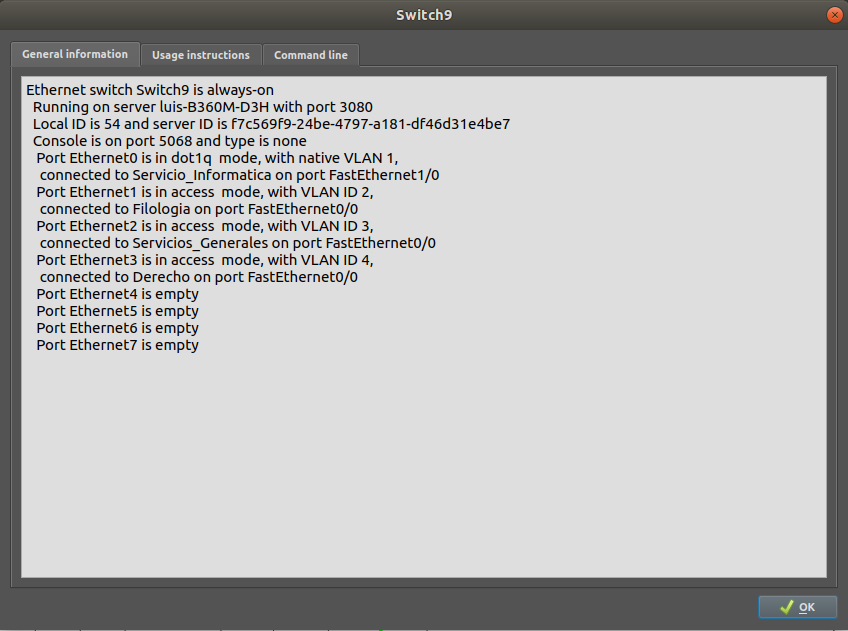 Switch9
General information
Usage instructions
Command line
Ethernet switch Switch9 is always-on
Running on server luis-B360M-D3H with port 3080
Local ID is 54 and server ID is f7c569f9-24be-4797-a181-df46d31e4be7
Console is on port 5068 and type is none
Port Ethernet0 is in dot1q  mode, with native VLAN 1,
connected to Servicio_Informatica on port FastEthernet1/0
Port Ethernet1 is in access  mode, with VLAN ID 2,
connected to Filologia on port FastEthernet0/0
Port Ethernet2 is in access  mode, with VLAN ID 3,
connected to Servicios_Generales on port FastEthernet0/0
Port Ethernet3 is in access  mode, with VLAN ID 4,
connected to Derecho on port FastEthernet0/0
Port Ethernet4 is empty
Port Ethernet5 is empty
Port Ethernet6 is empty
Port Ethernet7 is empty
OK